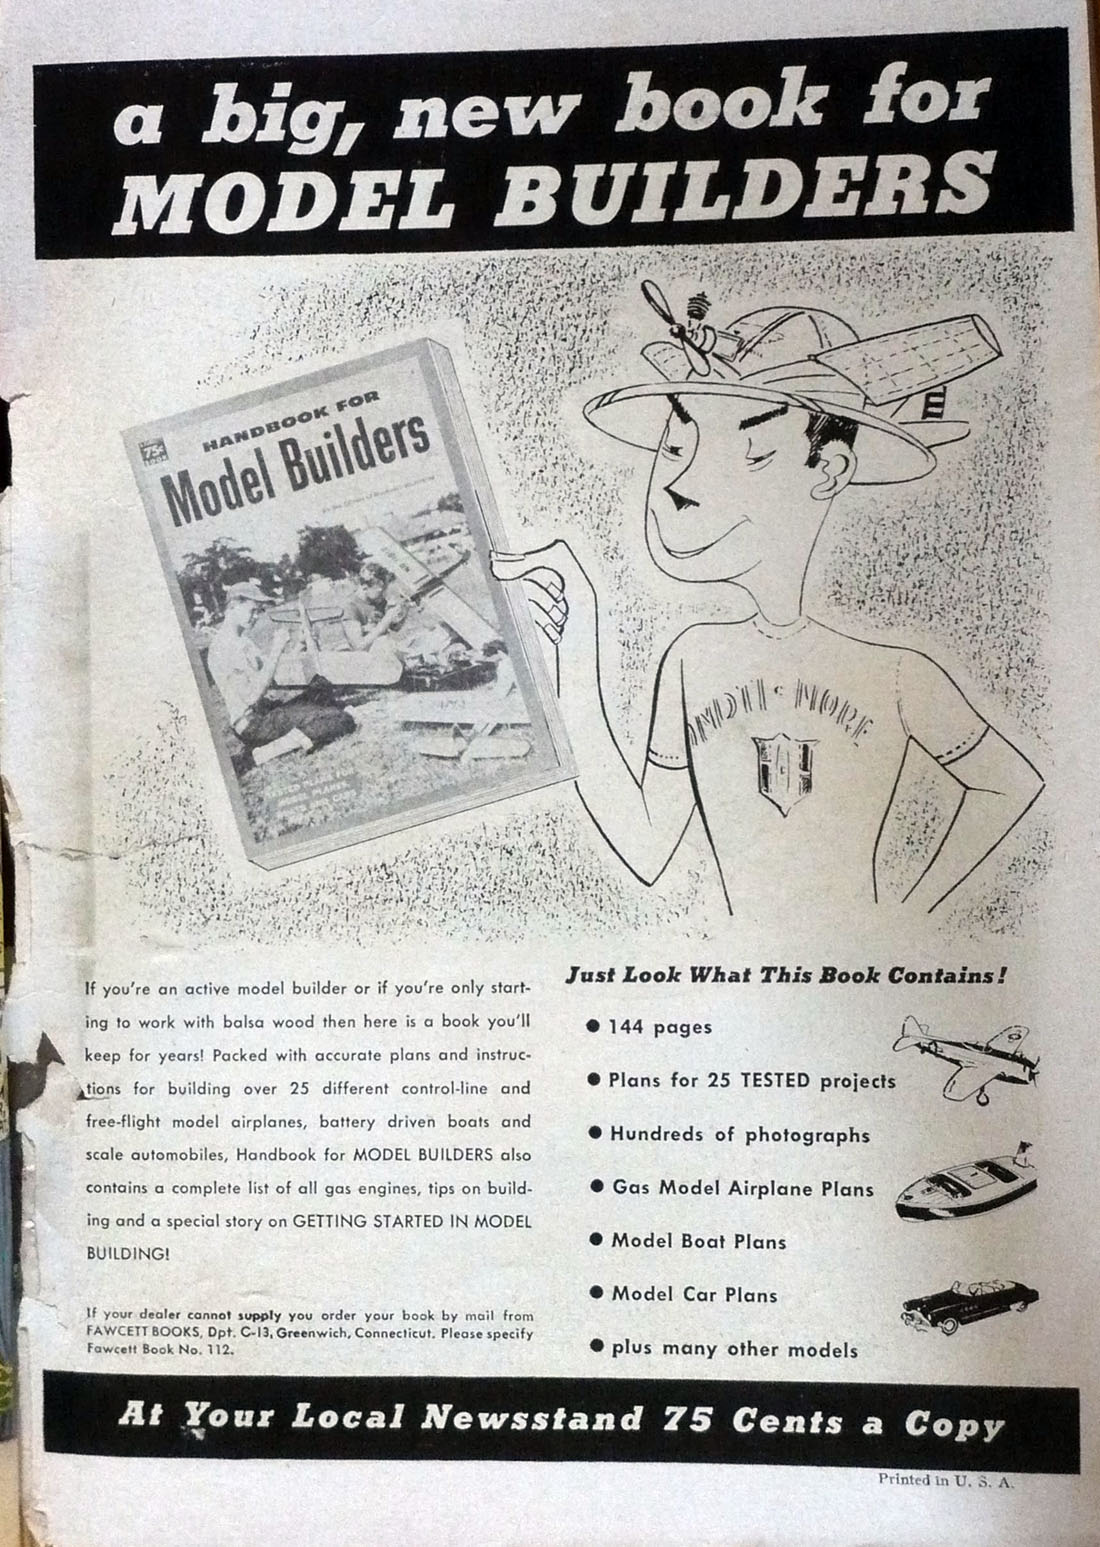 a big, new book for
MODEL BUILDERS
75¢
HANDBOOK FOR
Model Builders
DMDIT • MORE
If you're an active model builder or if you're only start-
ing to work with balsa wood then here is a book you'll
keep for years! Packed with accurate plans and instruc-
tions for building over 25 different control-line and
free-flight model airplanes, battery driven boats and
scale automobiles, Handbook for MODEL BUILDERS also
contains a complete list of all gas engines, tips on build-
ing and a special story on GETTING STARTED IN MODEL
BUILDING!
If your dealer cannot supply you order your book by mail from
FAWCETT BOOKS, Dpt. C-13, Greenwich, Connecticut. Please specify
Fawcett Book No. 112.
Just Look What This Book Contains!
● 144 pages
● Plans for 25 TESTED projects
● Hundreds of photographs
● Gas Model Airplane Plans
● Model Boat Plans
● Model Car Plans
● plus many other models
At Your Local Newsstand 75 Cents a Copy
Printed in U. S. A.